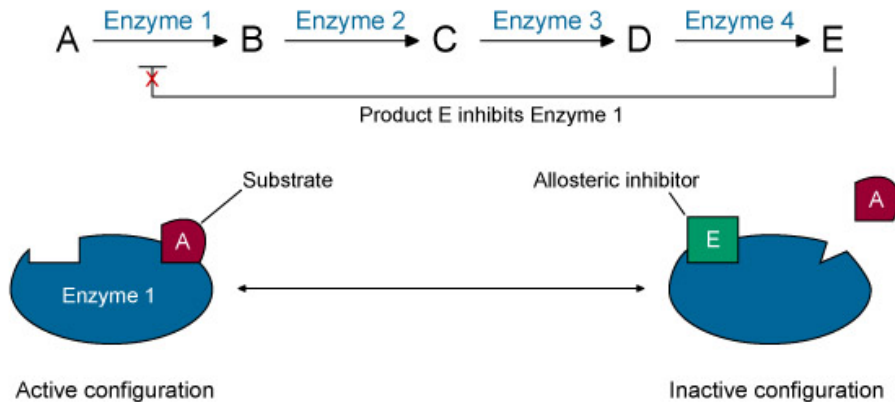 Enzyme 1 Enzyme 2 Enzyme 3 Enzyme 4
A B C D E
X
Product E inhibits Enzyme 1
Substrate Allosteric inhibitor
A
A E
Enzyme 1
Active configuration Inactive configuration